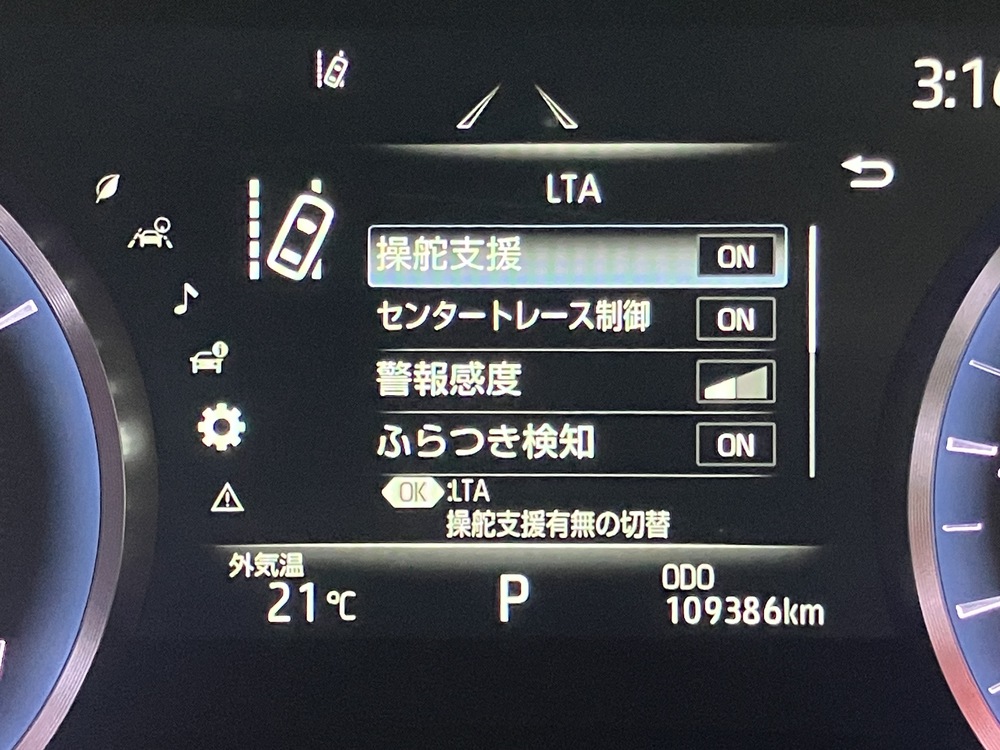 3:16
LTA
操舵支援 ON
センタートレース制御 ON
警報感度
ふらつき検知 ON
OK:LTA
操舵支援有無の切替
外気温
21℃
P
ODO
109386km